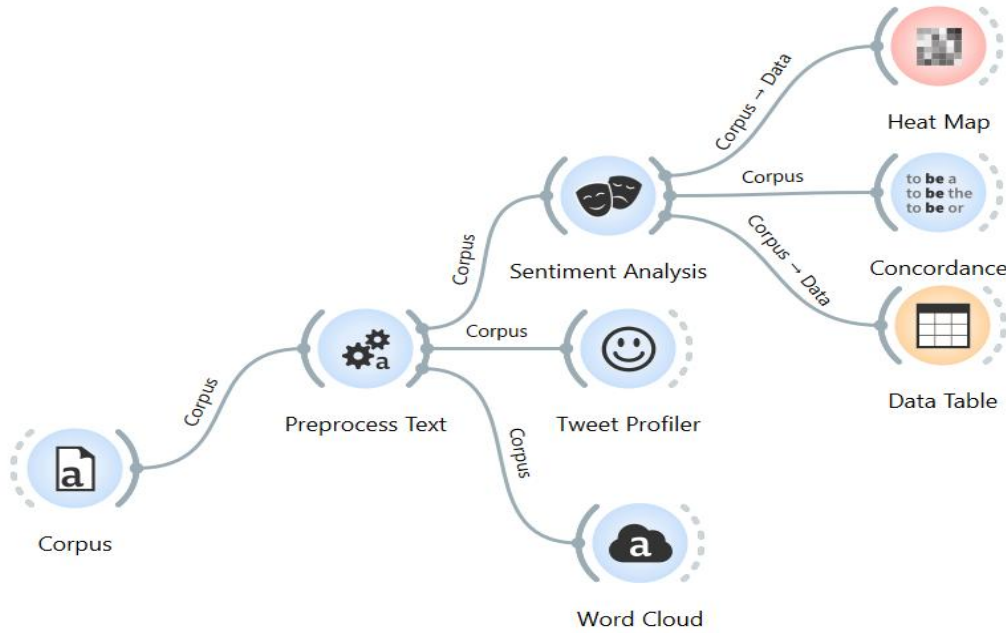 Corpus → Data
Heat Map
Corpus
to be a
to be the
to be or
Concordance
Corpus
Sentiment Analysis
Corpus → Data
Data Table
Corpus
a
Preprocess Text
Tweet Profiler
Corpus
a
Corpus
Corpus
a
Word Cloud